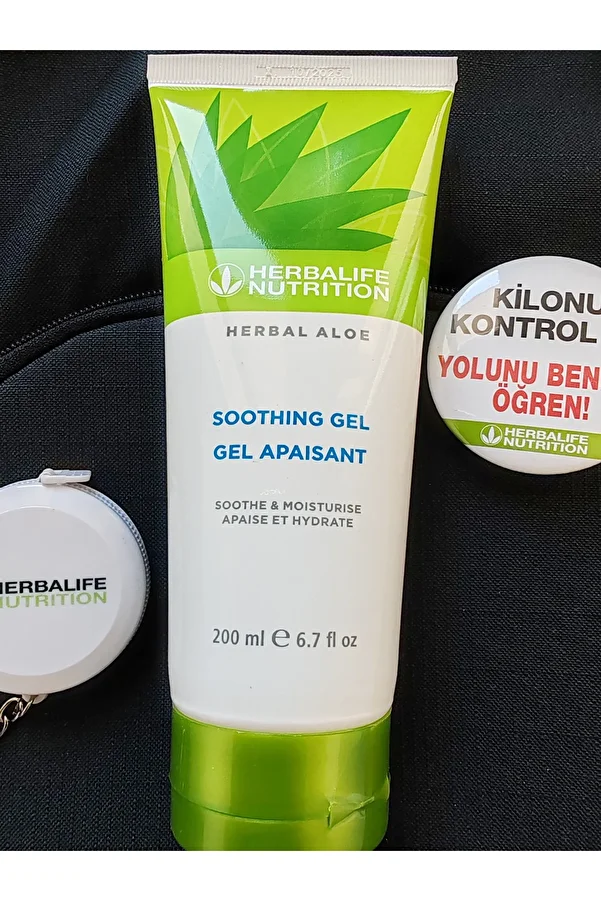 HERBALIFE
NUTRITION
HERBAL ALOE
SOOTHING GEL
GEL APAISANT
SOOTHE & MOISTURISE
APAISE ET HYDRATE
200 ml e 6.7 fl oz
KİLONU
KONTROL
YOLUNU BEN
ÖĞREN!
HERBALIFE
NUTRITION
HERBALIFE
NUTRITION